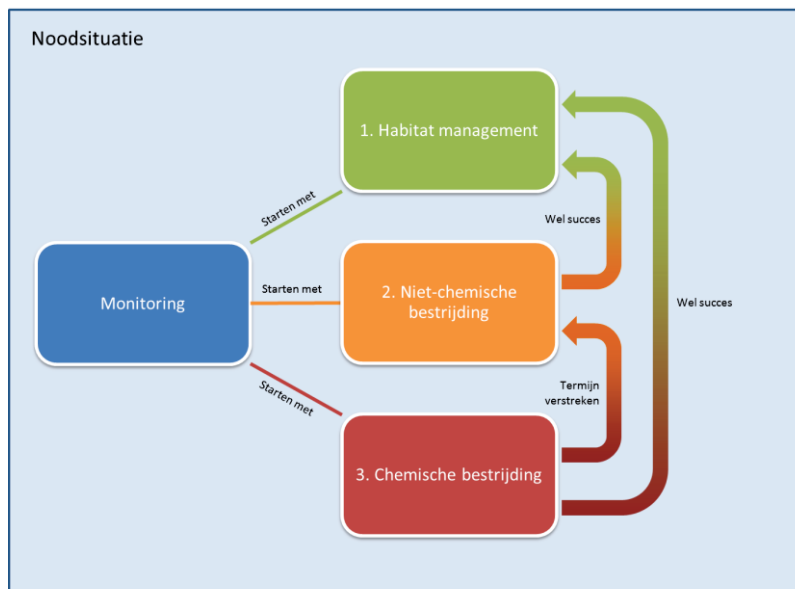 Noodsituatie
1. Habitat management
Starten met
Wel succes
Monitoring
Starten met
2. Niet-chemische
bestrijding
Wel succes
Starten met
Termijn
verstreken
3. Chemische bestrijding